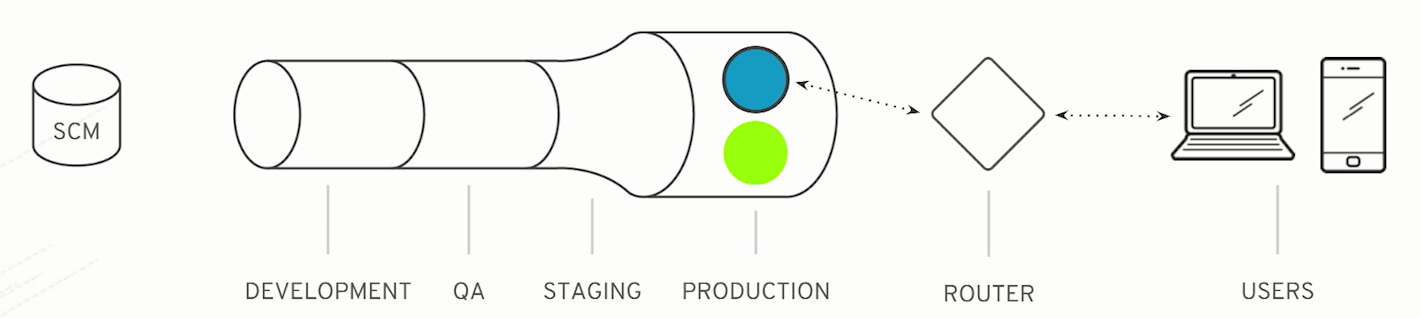 SCM
DEVELOPMENT
QA
STAGING
PRODUCTION
ROUTER
USERS